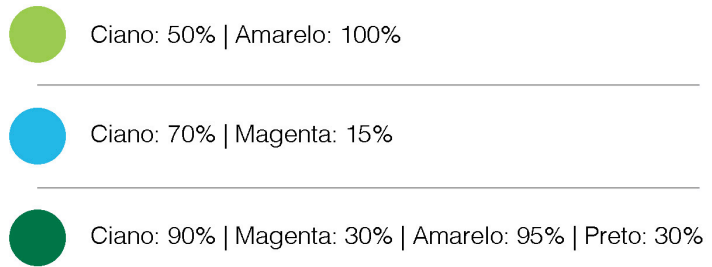 Ciano: 50% | Amarelo: 100%
Ciano: 70% | Magenta: 15%
Ciano: 90% | Magenta: 30% | Amarelo: 95% | Preto: 30%